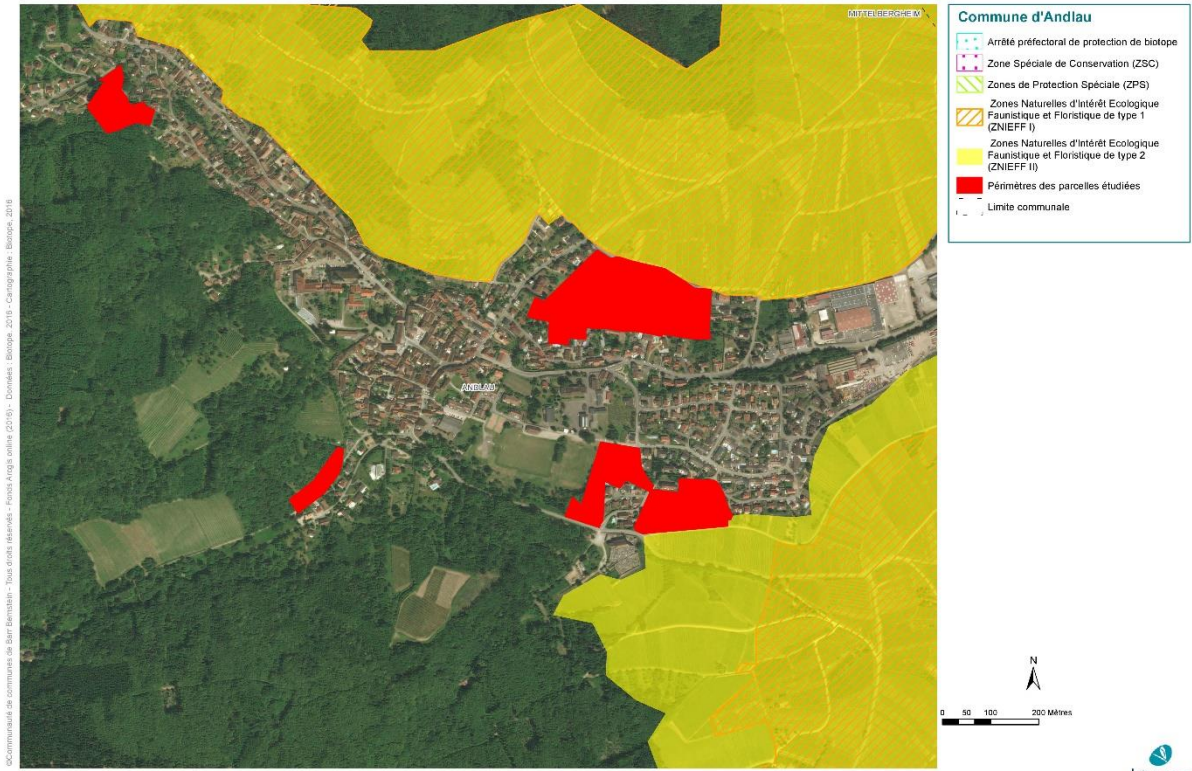 MITTELBERGHEIM
ANDLAU
Commune d'Andlau
Arrêté préfectoral de protection de biotope
Zone Spéciale de Conservation (ZSC)
Zones de Protection Spéciale (ZPS)
Zones Naturelles d'Intérêt Ecologique
Faunistique et Floristique de type 1
(ZNIEFF I)
Zones Naturelles d'Intérêt Ecologique
Faunistique et Floristique de type 2
(ZNIEFF II)
Périmètres des parcelles étudiées
Limite communale
N
0 50 100 200 Mètres
©Communauté de communes de Barr Bernstein - Tous droits réservés - Fonds Arcgis online (2016) - Données : Biotope, 2016 - Cartographie : Biotope, 2016